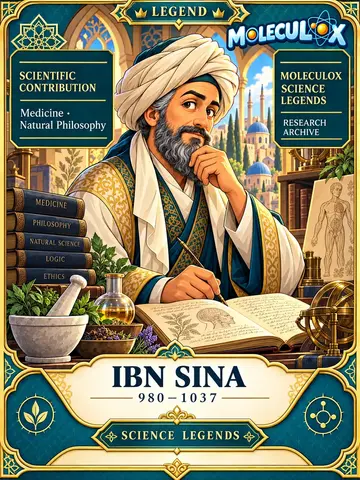 LEGEND
MOLECULOX
SCIENTIFIC
CONTRIBUTION
Medicine •
Natural Philosophy
MOLECULOX
SCIENCE
LEGENDS
RESEARCH
ARCHIVE
MEDICINE
PHILOSOPHY
NATURAL SCIENCE
LOGIC
ETHICS
IBN SINA
980–1037
SCIENCE LEGENDS